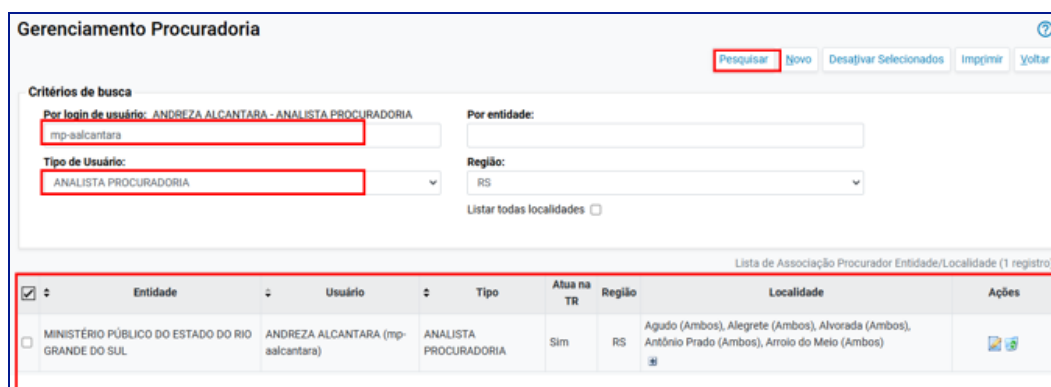 Gerenciamento Procuradoria
Pesquisar Novo Desativar Selecionados Imprimir Voltar
Critérios de busca
Por login de usuário: ANDREZA ALCANTARA - ANALISTA PROCURADORIA Por entidade:
mp-aalcantara
Tipo de Usuário: Região:
ANALISTA PROCURADORIA RS
Listar todas localidades
Lista de Associação Procurador Entidade/Localidade (1 registro)
Entidade Usuário Tipo Atua na TR Região Localidade Ações
MINISTÉRIO PÚBLICO DO ESTADO DO RIO GRANDE DO SUL ANDREZA ALCANTARA (mp-aalcantara) ANALISTA PROCURADORIA Sim RS Agudo (Ambos), Alegrete (Ambos), Alvorada (Ambos), Antônio Prado (Ambos), Arroio do Meio (Ambos)